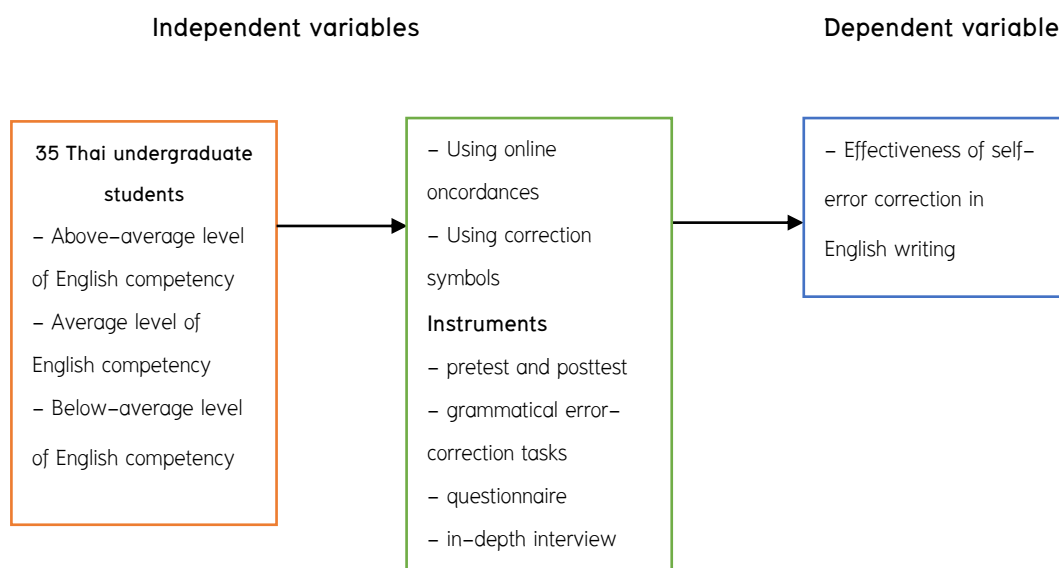 Independent variables
Dependent variable
35 Thai undergraduate
students
– Above–average level
of English competency
– Average level of
English competency
– Below–average level
of English competency
– Using online
oncordances
– Using correction
symbols
Instruments
– pretest and posttest
– grammatical error–
correction tasks
– questionnaire
– in–depth interview
– Effectiveness of self–
error correction in
English writing